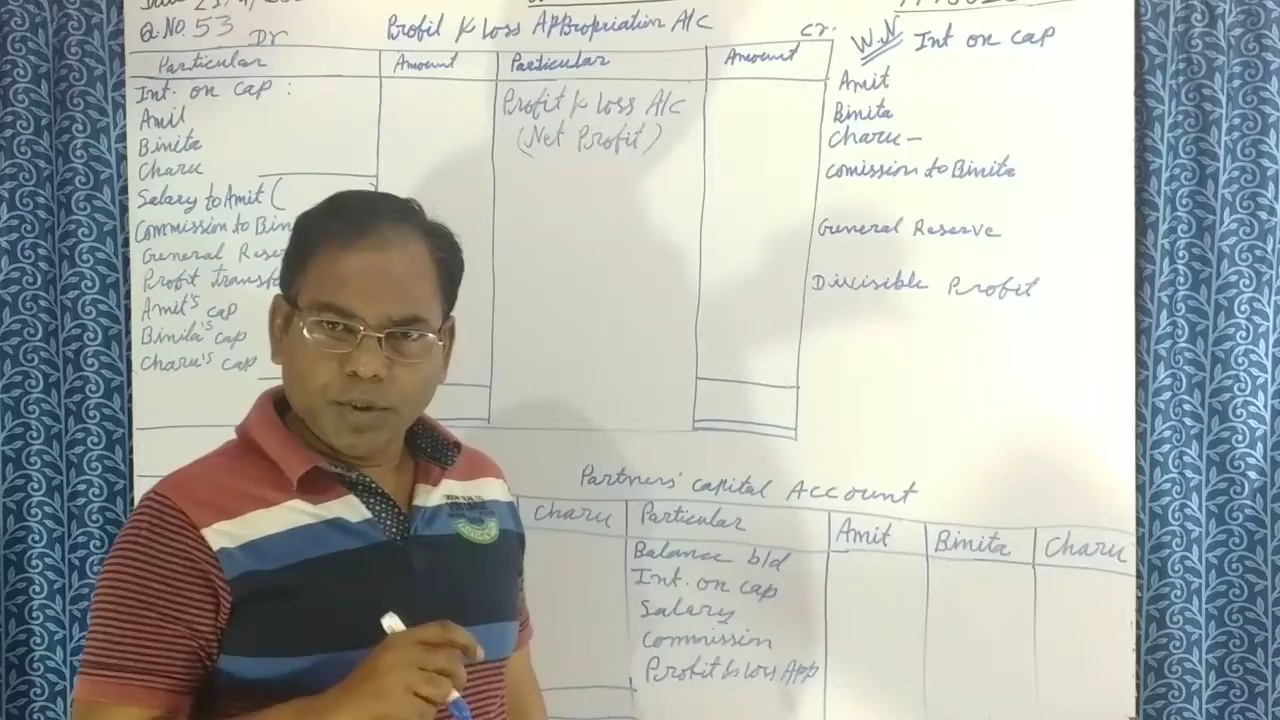 Q.NO. 53
Dr
Profit & Loss Appropriation A/c
Cr.
Particular
Amount
Particular
Amount
Int. on cap :
Amit
Binita
Charu
Salary to Amit (
Commission to Bin
General Reser
Profit transfe
Amit's cap
Binita's cap
Charu's cap
Profit & Loss A/c
(Net Profit)
W.N
Int on cap
Amit
Binita
Charu -
comission to Binita
General Reserve
Divisible Profit
Partners' capital Account
Charu
Particular
Amit
Binita
Charu
Balance b/d
Int. on cap
Salary
Commission
Profit & Loss App